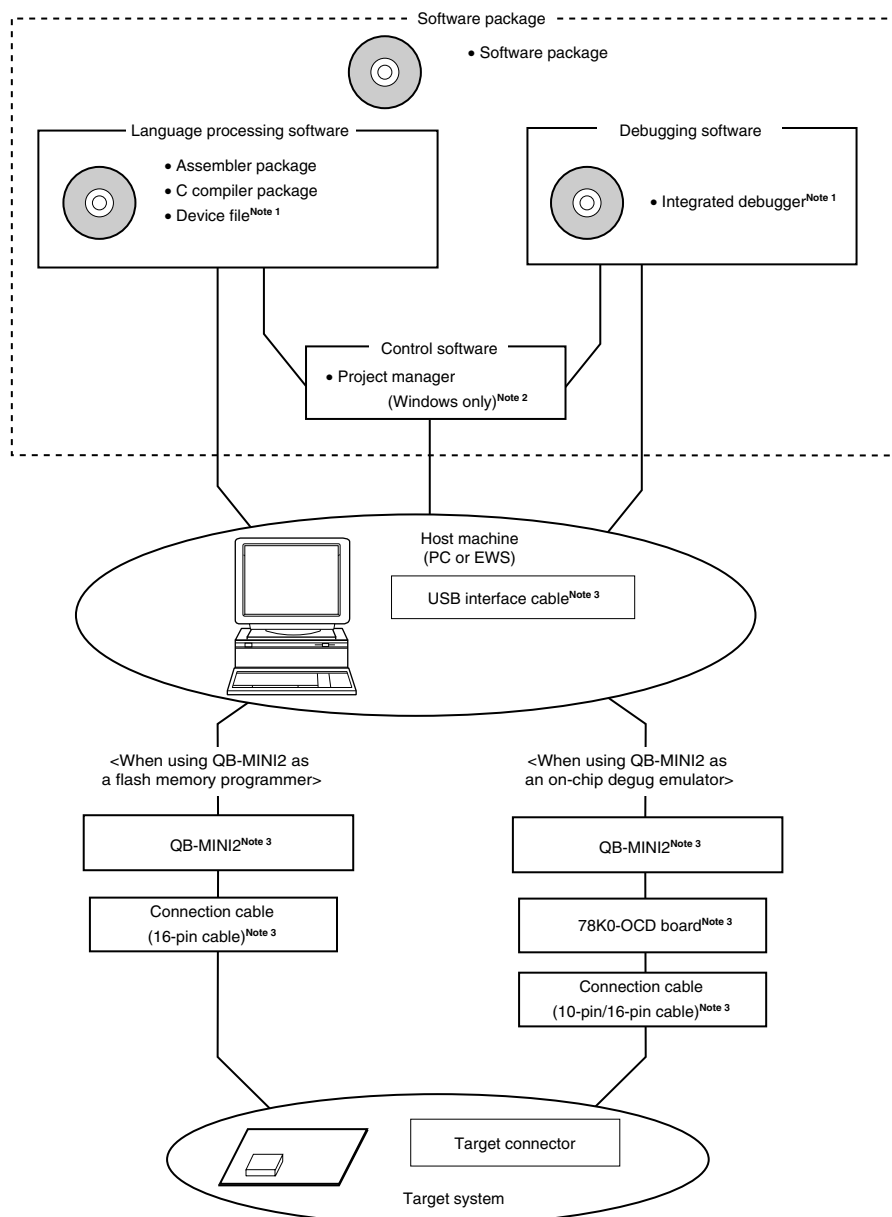 Software package
• Software package
Language processing software
• Assembler package
• C compiler package
• Device fileNote 1
Debugging software
• Integrated debuggerNote 1
Control software
• Project manager
(Windows only)Note 2
Host machine
(PC or EWS)
USB interface cableNote 3
<When using QB-MINI2 as
a flash memory programmer>
<When using QB-MINI2 as
an on-chip degug emulator>
QB-MINI2Note 3
Connection cable
(16-pin cable)Note 3
QB-MINI2Note 3
78K0-OCD boardNote 3
Connection cable
(10-pin/16-pin cable)Note 3
Target connector
Target system